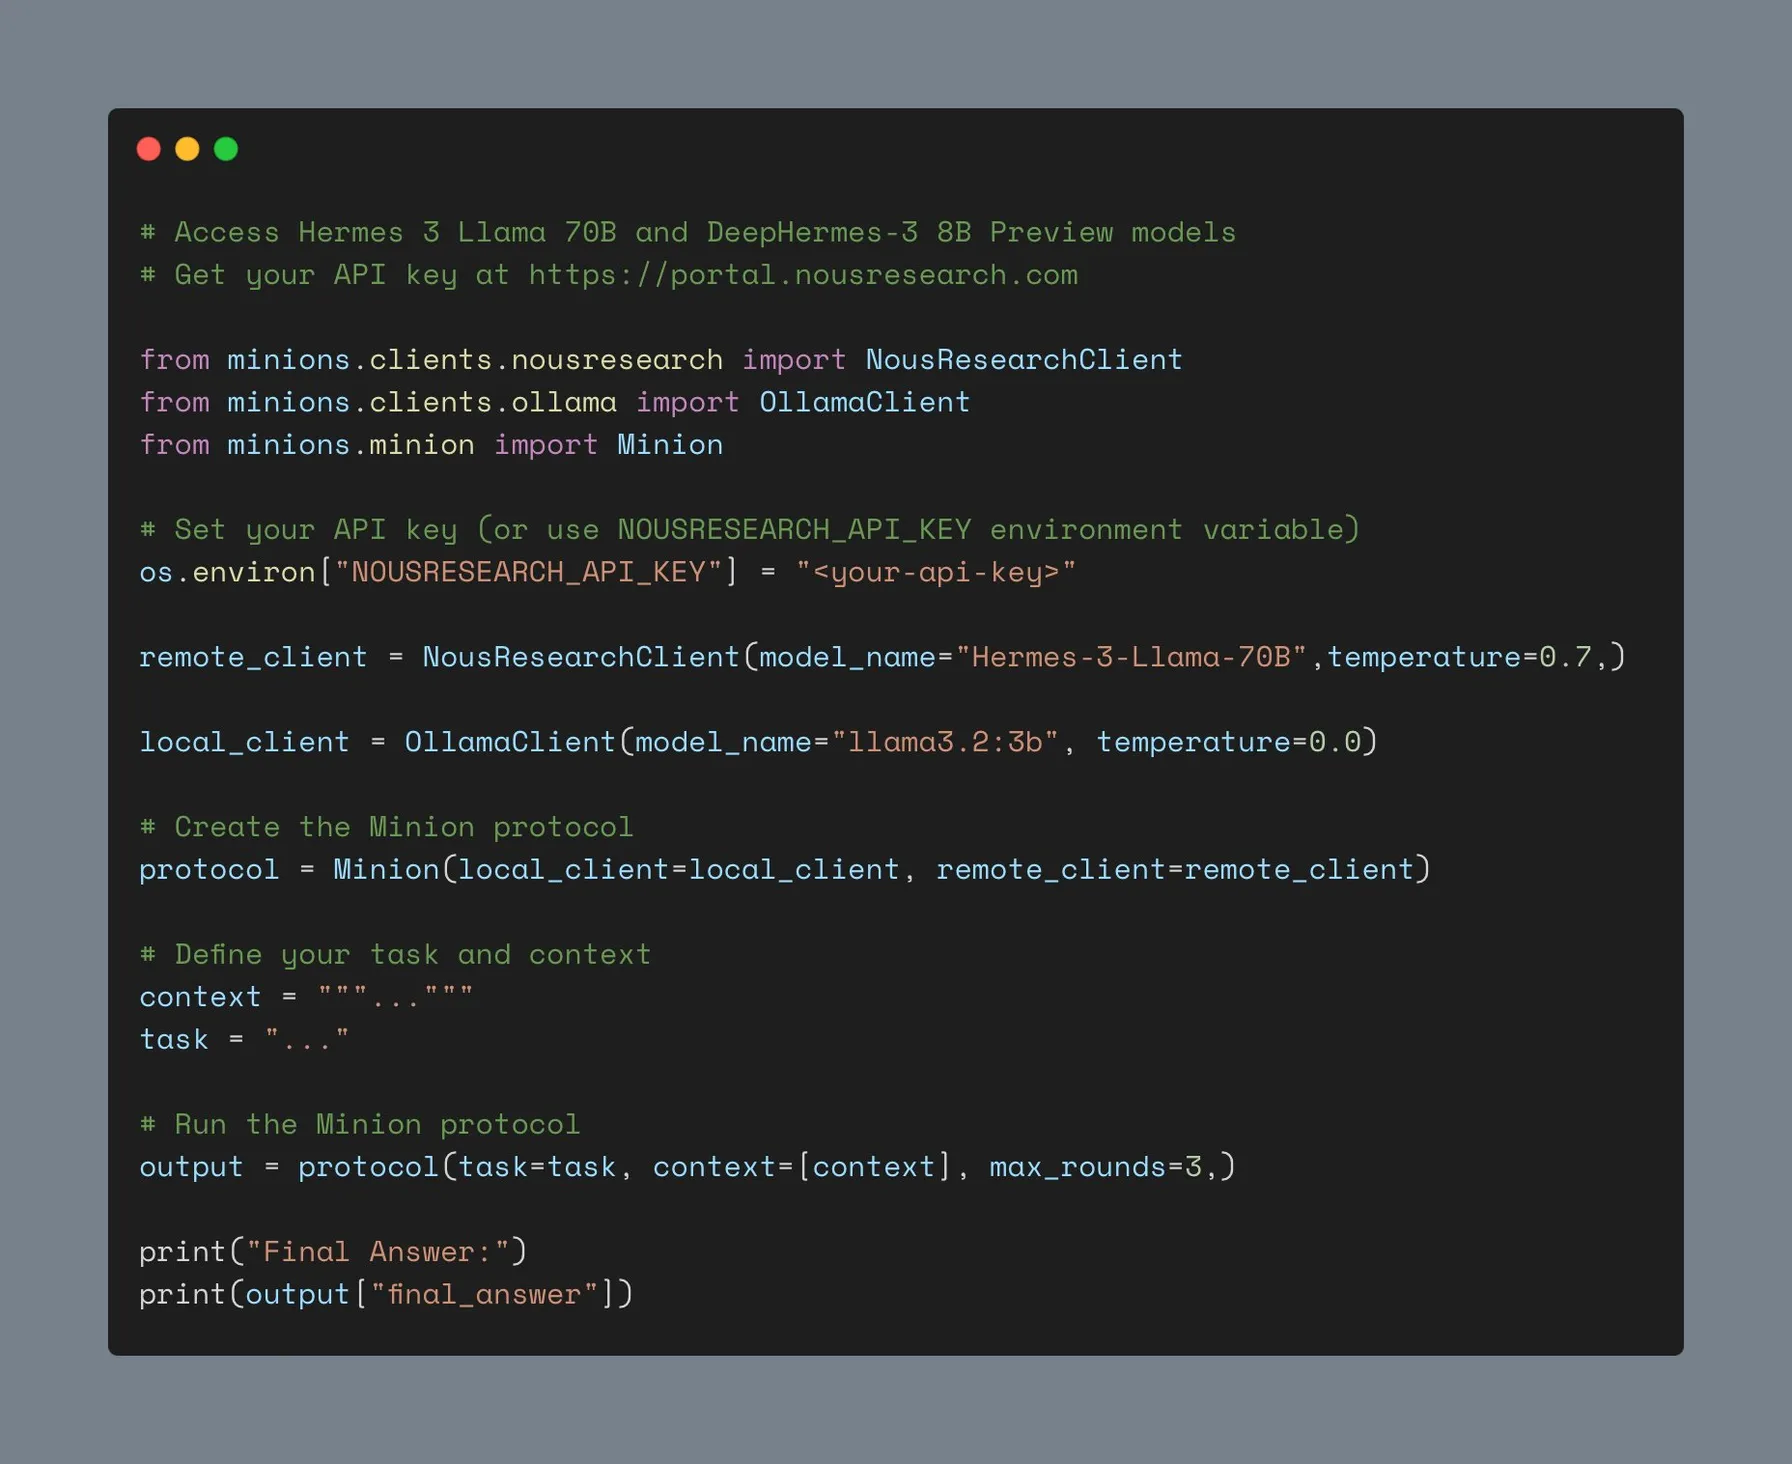 # Access Hermes 3 Llama 70B and DeepHermes-3 8B Preview models
# Get your API key at https://portal.nousresearch.com
from minions.clients.nousresearch import NousResearchClient
from minions.clients.ollama import OllamaClient
from minions.minion import Minion
# Set your API key (or use NOUSRESEARCH_API_KEY environment variable)
os.environ["NOUSRESEARCH_API_KEY"] = "<your-api-key>"
remote_client = NousResearchClient(model_name="Hermes-3-Llama-70B",temperature=0.7,)
local_client = OllamaClient(model_name="llama3.2:3b", temperature=0.0)
# Create the Minion protocol
protocol = Minion(local_client=local_client, remote_client=remote_client)
# Define your task and context
context = """..."""
task = "..."
# Run the Minion protocol
output = protocol(task=task, context=[context], max_rounds=3,)
print("Final Answer:")
print(output["final_answer"])